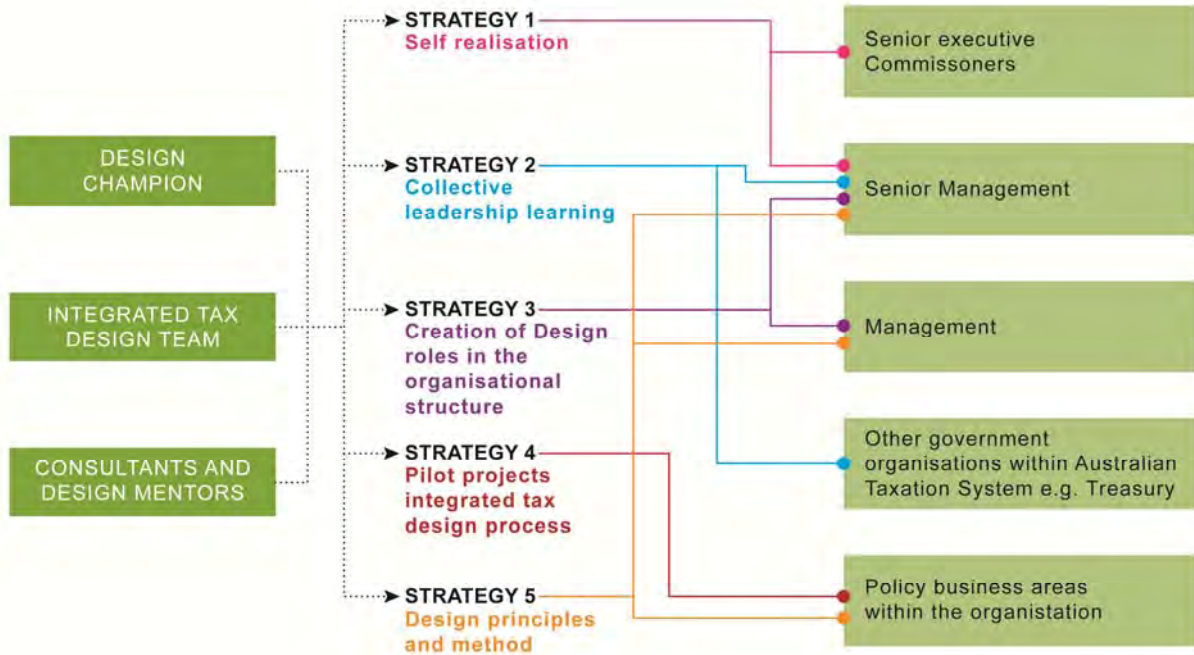 DESIGN
CHAMPION
INTEGRATED TAX
DESIGN TEAM
CONSULTANTS AND
DESIGN MENTORS
STRATEGY 1
Self realisation
STRATEGY 2
Collective
leadership learning
STRATEGY 3
Creation of Design
roles in the
organisational
structure
STRATEGY 4
Pilot projects
integrated tax
design process
STRATEGY 5
Design principles
and method
Senior executive
Commissoners
Senior Management
Management
Other government
organisations within Australian
Taxation System e.g. Treasury
Policy business areas
within the organistation